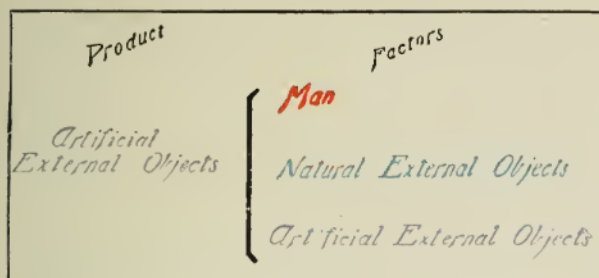 Product
Factors
Man
Artificial
External Objects
Natural External Objects
Artificial External Objects